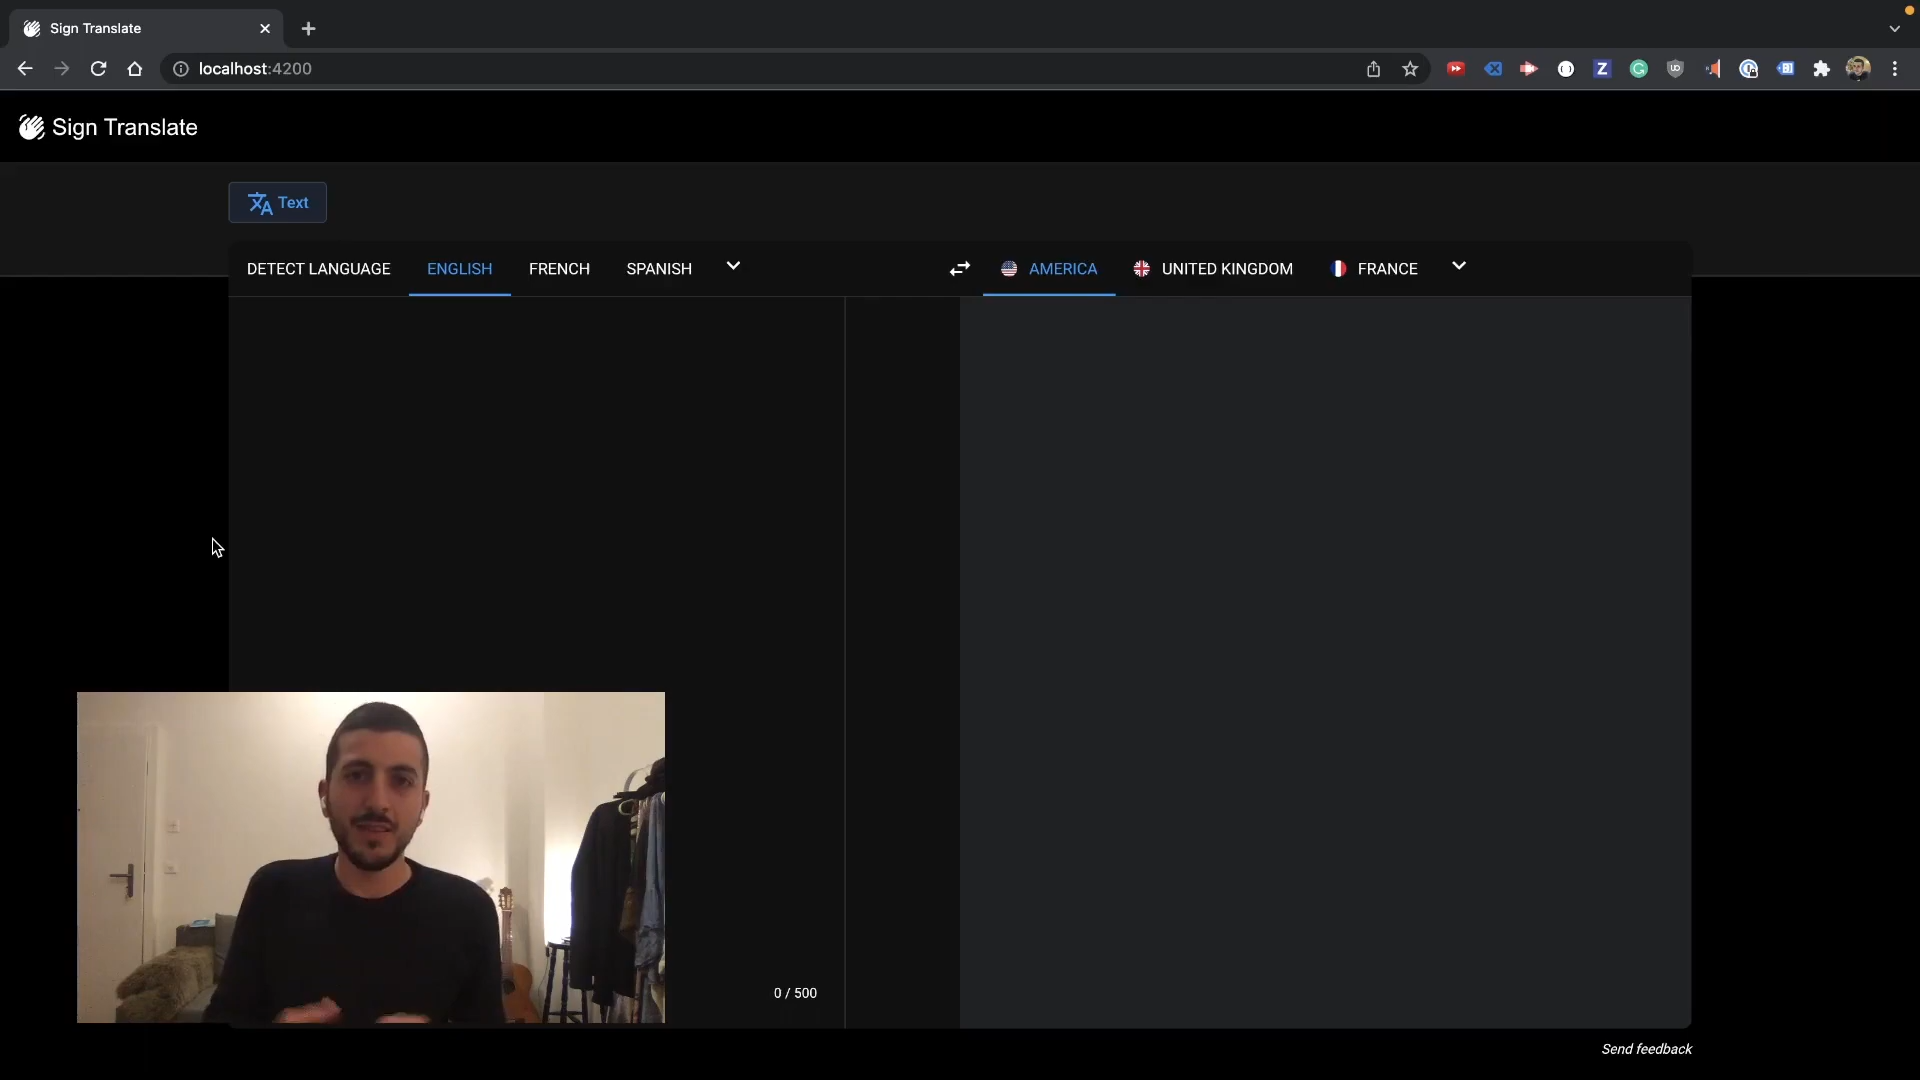 Sign Translate
localhost:4200
Sign Translate
Text
DETECT LANGUAGE ENGLISH FRENCH SPANISH AMERICA UNITED KINGDOM FRANCE
0 / 500
Send feedback